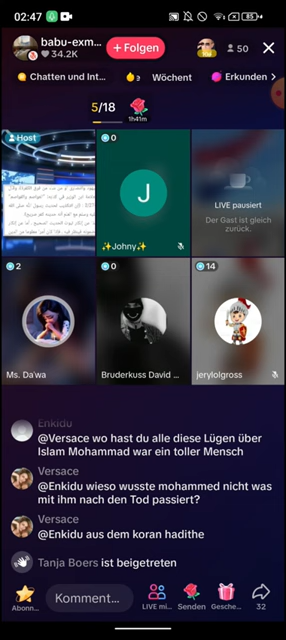 02:47
85
babu-exm...
34.2K
+ Folgen
50
Chatten und Int...
2
Wöchent
Erkunden >
5/18
1h41m
Host
0
✨Johny✨
J
LIVE pausiert
Der Gast ist gleich
zurück.
2
Ms. Da'wa
0
Bruderkuss David ...
14
jerylolgross
Enkidu
@Versace wo hast du alle diese Lügen über
Islam Mohammad war ein toller Mensch
Versace
@Enkidu wieso wusste mohammed nicht was
mit ihm nach den Tod passiert?
Versace
@Enkidu aus dem koran hadithe
Tanja Boers ist beigetreten
Abonn...
Komment...
LIVE mi...
Senden
Gesche...
32